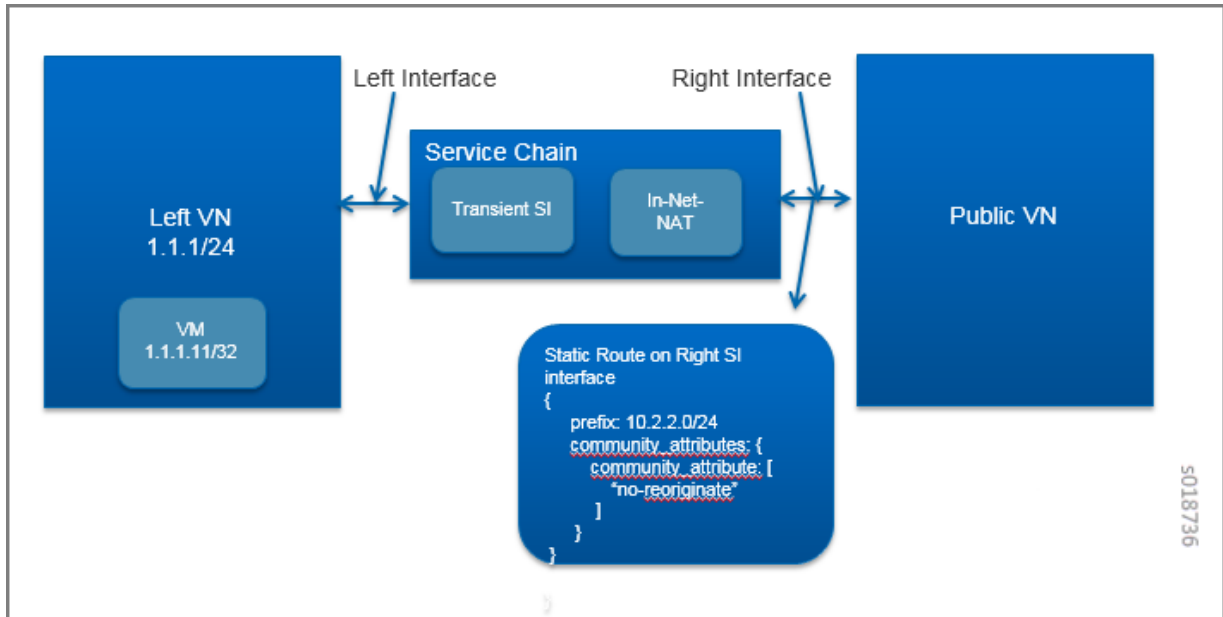 Left Interface
Right Interface
Service Chain
Transient SI
In-Net-
NAT
Left VN
1.1.1/24
VM
1.1.1.11/32
Public VN
Static Route on Right SI
interface
{
prefix: 10.2.2.0/24
community_attributes: {
community_attribute: [
“no-reoriginate”
]
}
}
s018736